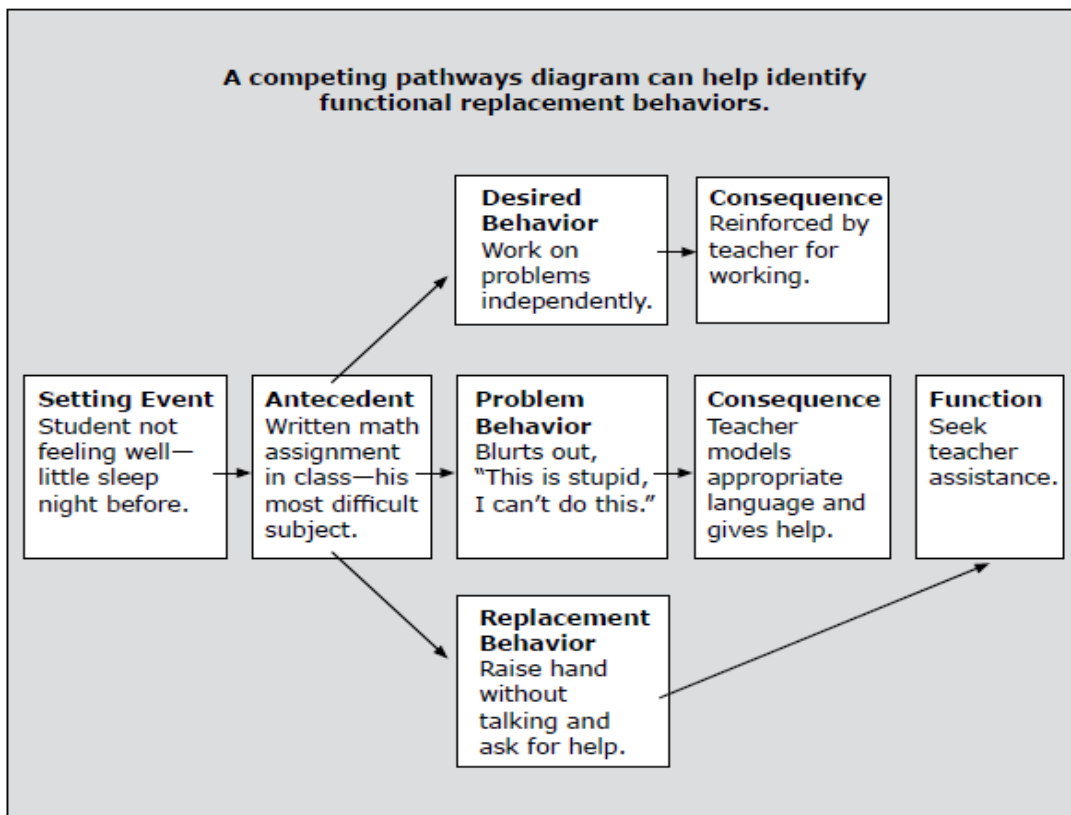 A competing pathways diagram can help identify
functional replacement behaviors.
Desired
Behavior
Work on
problems
independently.
Consequence
Reinforced by
teacher for
working.
Setting Event
Student not
feeling well—
little sleep
night before.
Antecedent
Written math
assignment
in class—his
most difficult
subject.
Problem
Behavior
Blurts out,
“This is stupid,
I can’t do this.”
Consequence
Teacher
models
appropriate
language and
gives help.
Function
Seek
teacher
assistance.
Replacement
Behavior
Raise hand
without
talking and
ask for help.